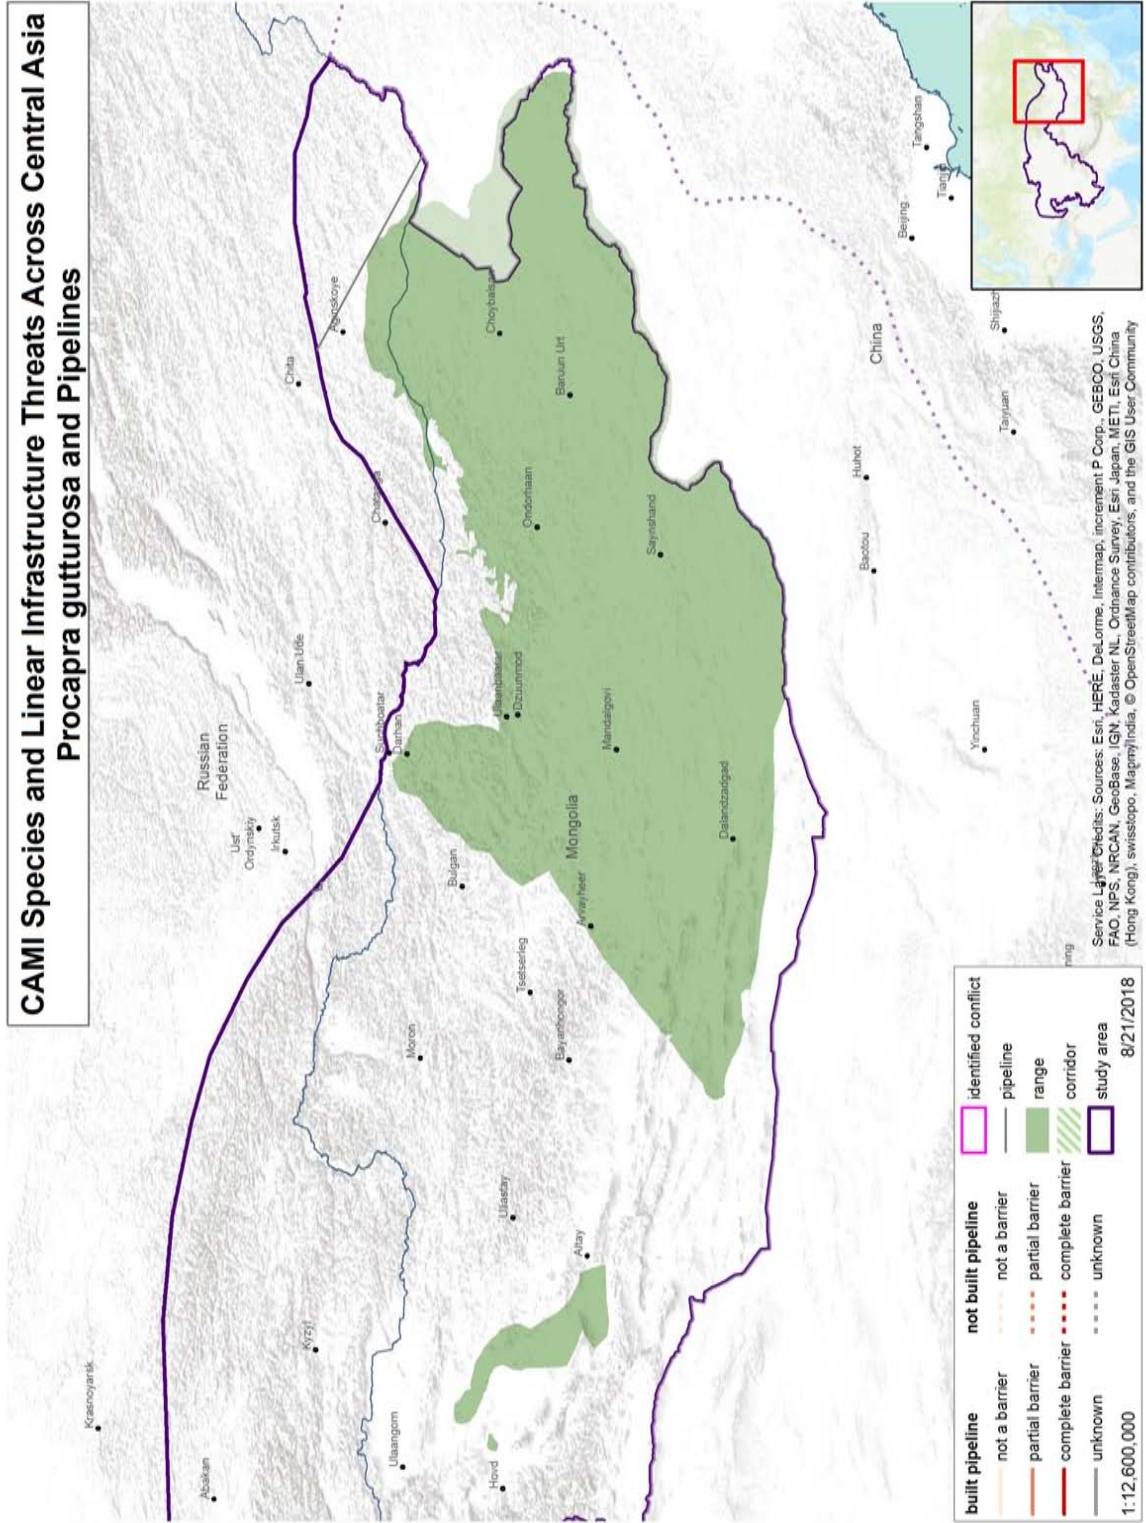 CAMI Species and Linear Infrastructure Threats Across Central Asia
Procapra gutturosa and Pipelines
Krasnoyarsk
Abakan
Kyzyl
Ulaangom
Hovd
Altay
Uliastay
Moron
Bayanhongor
Tsetserleg
Arvayheer
Bulgan
Ust'
Ordynskiy
Irkutsk
Russian
Federation
Ulan Ude
Suchboatar
Darhan
Ulaanbaatar
Dzuunmod
Mongolia
Mandalgovi
Dalandzadgad
Saynshand
Ondorhaan
Baruun Urt
Choybalsan
Chita
Aginskoye
China
Huhot
Baotou
Yinchuan
Taiyuan
Beijing
Tangshan
Service Layer Credits: Sources: Esri, HERE, DeLorme, Intermap, increment P Corp., GEBCO, USGS,
FAO, NPS, NRCAN, GeoBase, IGN, Kadaster NL, Ordnance Survey, Esri Japan, METI, Esri China
(Hong Kong), swisstopo, MapmyIndia, © OpenStreetMap contributors, and the GIS User Community
built pipeline
not a barrier
partial barrier
complete barrier
unknown
not built pipeline
not a barrier
partial barrier
complete barrier
unknown
identified conflict
pipeline
range
corridor
study area
1:12,600,000
8/21/2018